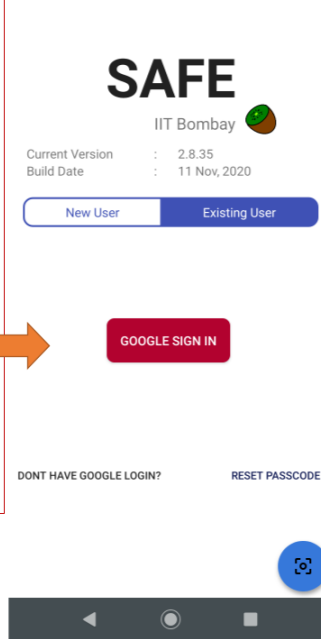 SAFE
IIT Bombay
Current Version : 2.8.35
Build Date : 11 Nov, 2020
New User Existing User
GOOGLE SIGN IN
DONT HAVE GOOGLE LOGIN? RESET PASSCODE